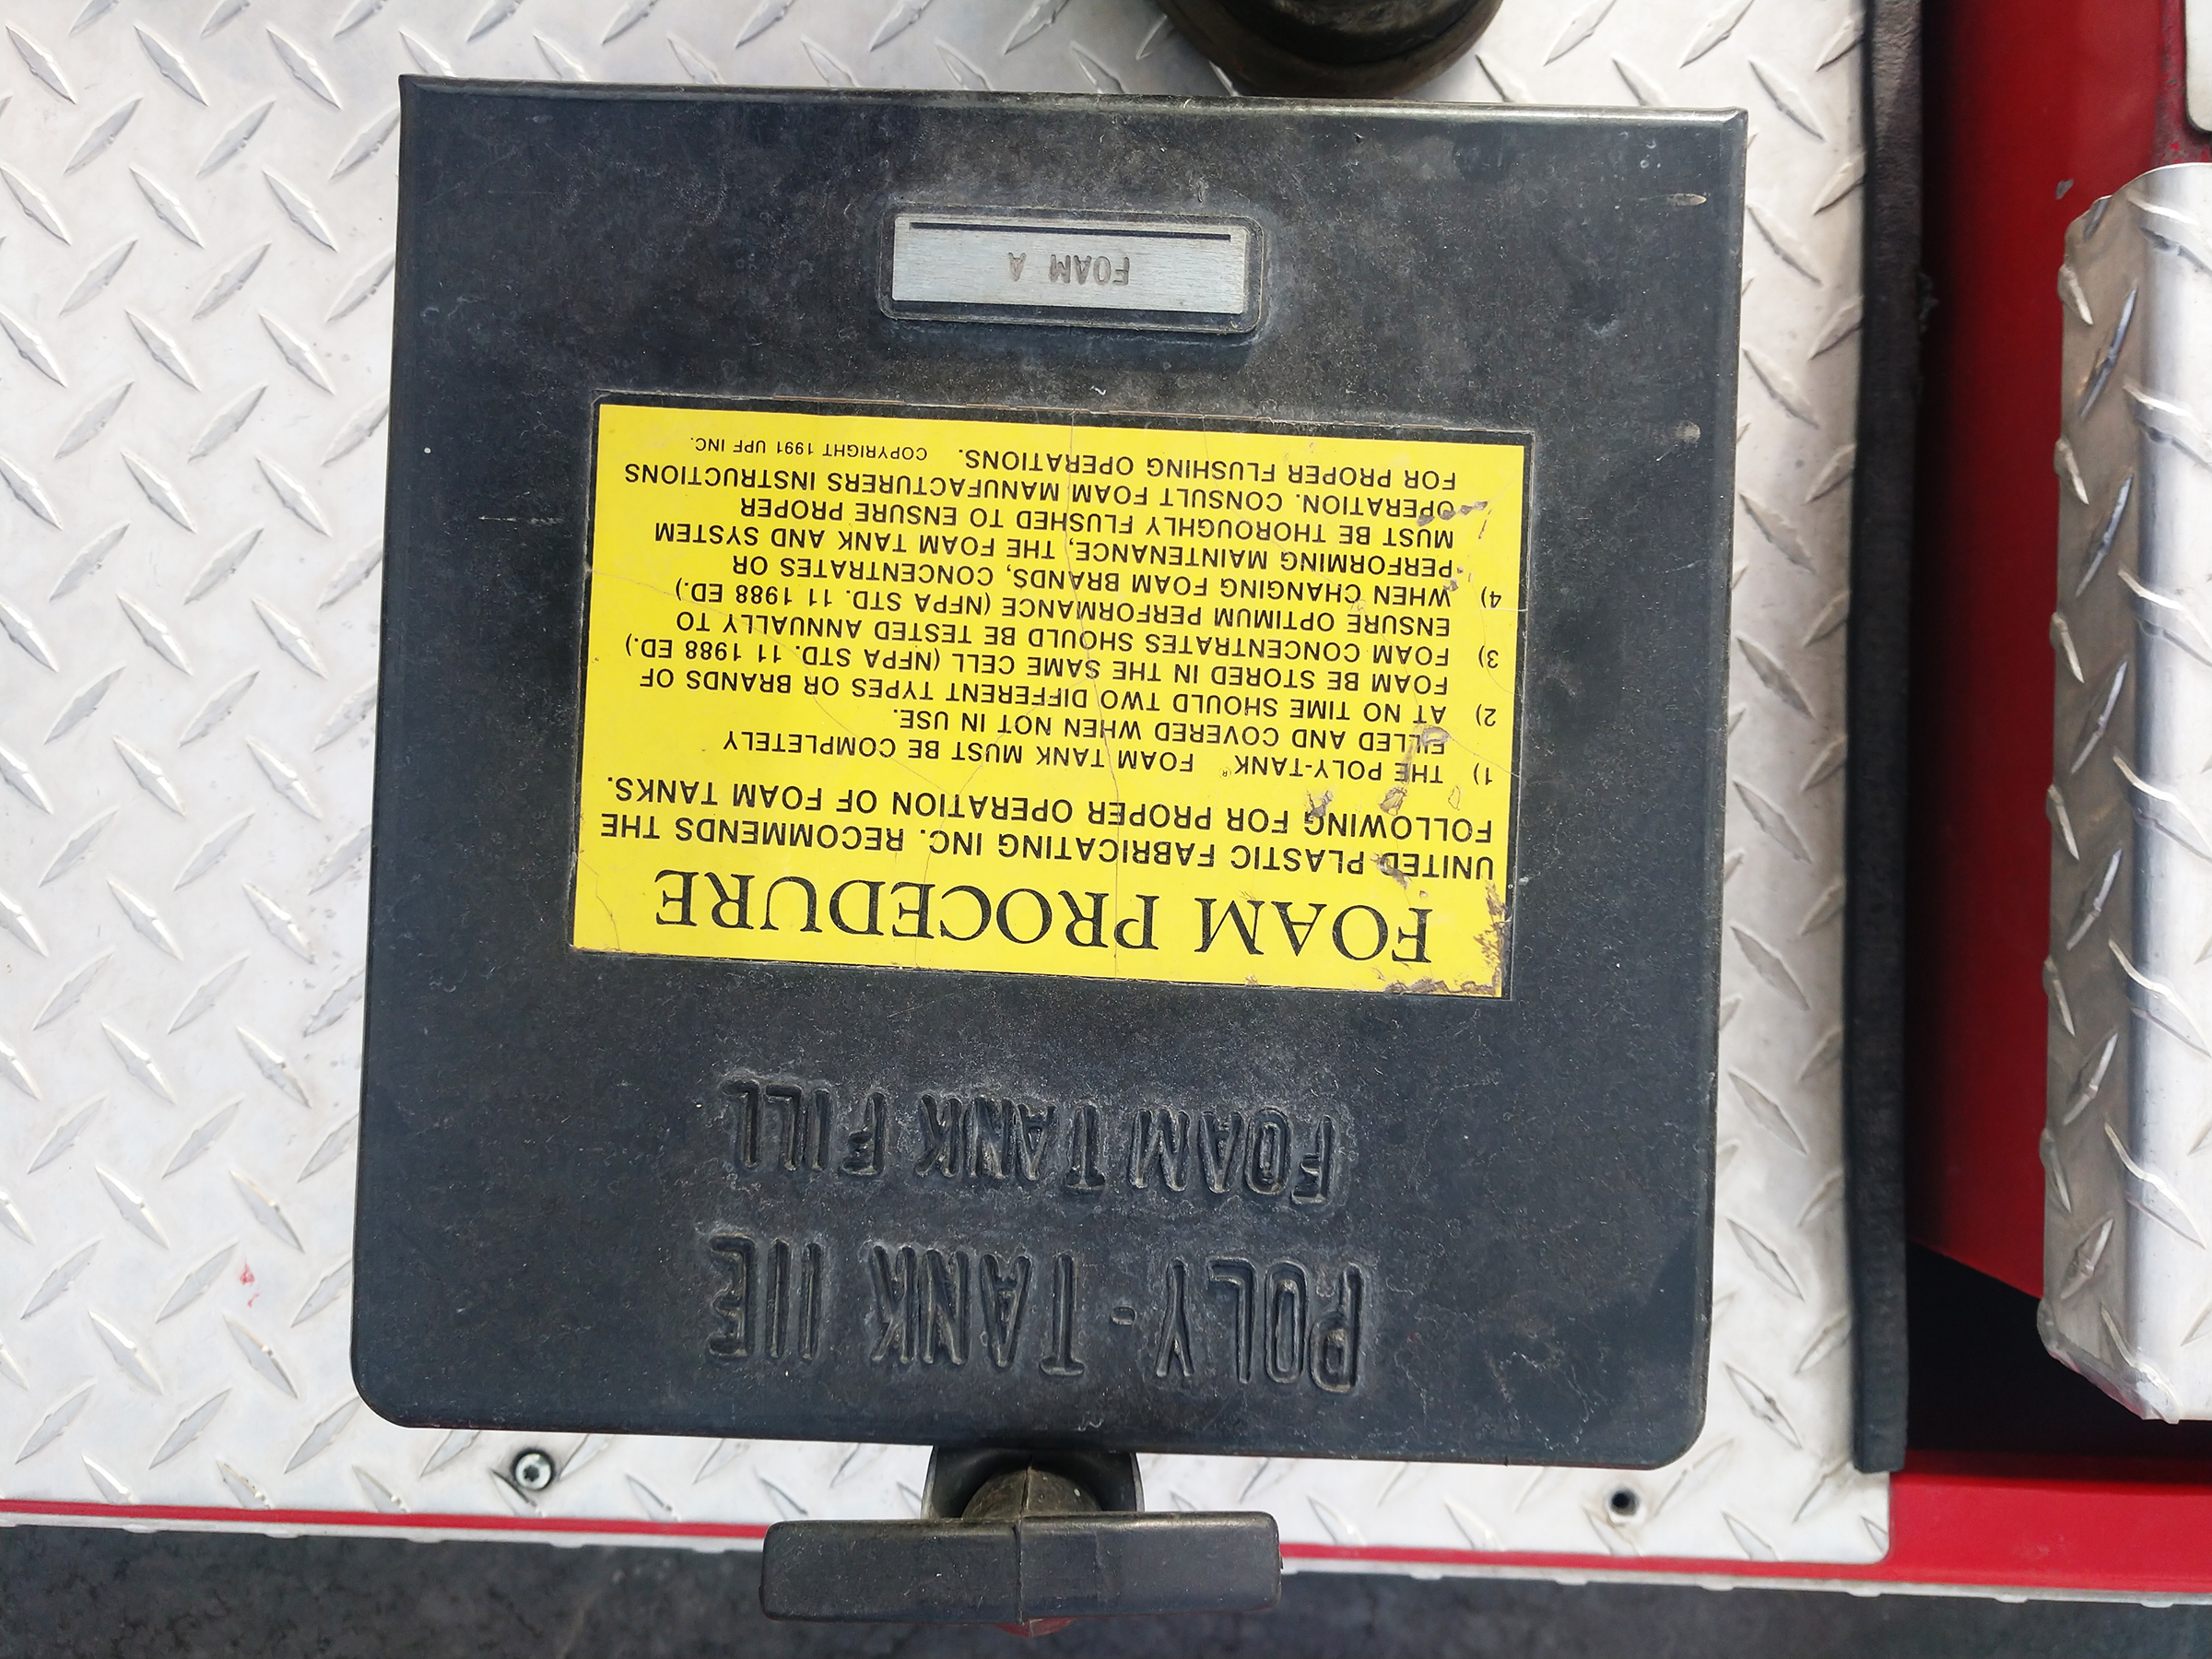 POLY-TANK IIE
FOAM TANK FILL
FOAM PROCEDURE
UNITED PLASTIC FABRICATING INC. RECOMMENDS THE
FOLLOWING FOR PROPER OPERATION OF FOAM TANKS.
1) THE POLY-TANK® FOAM TANK MUST BE COMPLETELY
FILLED AND COVERED WHEN NOT IN USE.
2) AT NO TIME SHOULD TWO DIFFERENT TYPES OR BRANDS OF
FOAM BE STORED IN THE SAME CELL (NFPA STD. 11 1988 ED.)
3) FOAM CONCENTRATES SHOULD BE TESTED ANNUALLY TO
ENSURE OPTIMUM PERFORMANCE (NFPA STD. 11 1988 ED.)
4) WHEN CHANGING FOAM BRANDS, CONCENTRATES OR
PERFORMING MAINTENANCE, THE FOAM TANK AND SYSTEM
MUST BE THOROUGHLY FLUSHED TO ENSURE PROPER
OPERATION. CONSULT FOAM MANUFACTURERS INSTRUCTIONS
FOR PROPER FLUSHING OPERATIONS. COPYRIGHT 1991 UPF INC.
FOAM A